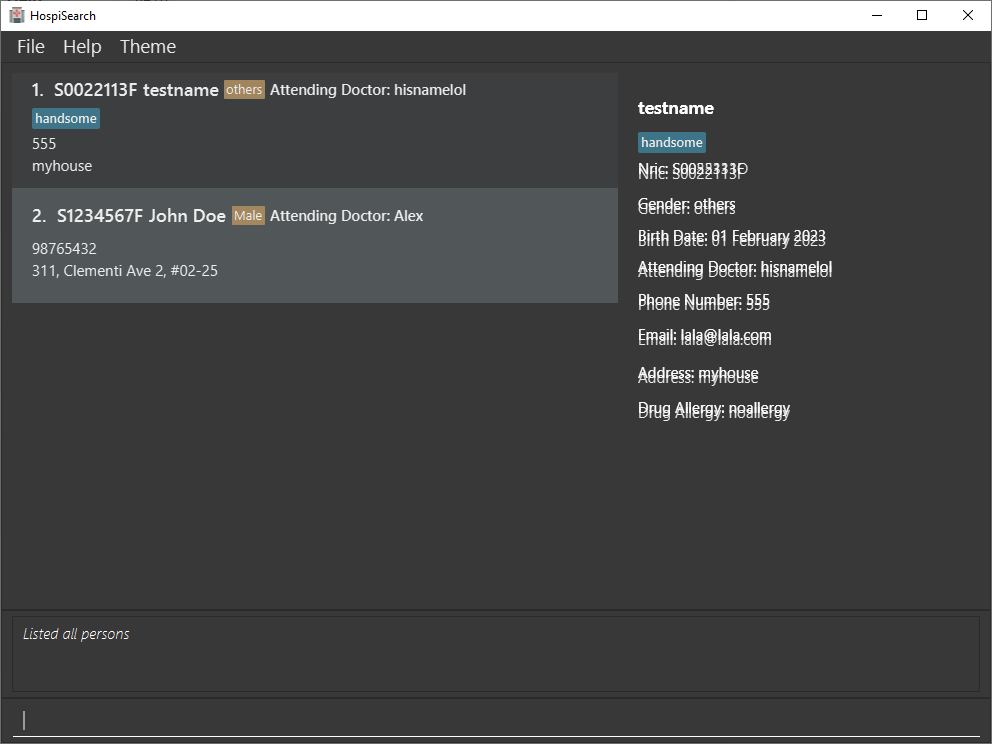 HospiSearch
File Help Theme
1. S0022113F testname others Attending Doctor: hisnamelol
handsome
555
myhouse
2. S1234567F John Doe Male Attending Doctor: Alex
98765432
311, Clementi Ave 2, #02-25
testname
handsome
Nric: S0022113F
Gender: others
Birth Date: 01 February 2023
Attending Doctor: hisnamelol
Phone Number: 555
Email: lala@lala.com
Address: myhouse
Drug Allergy: noallergy
Listed all persons